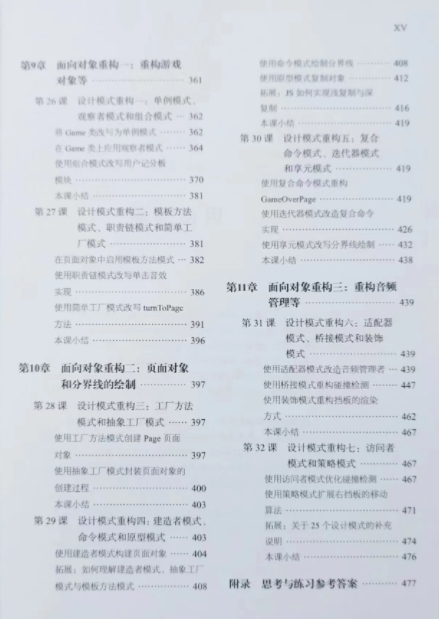 XV
第9章 面向对象重构一：重构游戏
对象等 361
第 26 课 设计模式重构一：单例模式、
观察者模式和组合模式 362
将 Game 类改写为单例模式 362
在 Game 类上应用观察者模式 364
使用组合模式改写用户记分板
模块 370
本课小结 381
第 27 课 设计模式重构二：模板方法
模式、职责链模式和简单工
厂模式 381
在页面对象中启用模板方法模式 382
使用职责链模式改写单击音效
实现 386
使用简单工厂模式改写 turnToPage
方法 391
本课小结 396
第10章 面向对象重构二：页面对象
和分界线的绘制 397
第 28 课 设计模式重构三：工厂方法
模式和抽象工厂模式 397
使用工厂方法模式创建 Page 页面
对象 397
使用抽象工厂模式封装页面对象的
创建过程 400
本课小结 403
第 29 课 设计模式重构四：建造者模式、
命令模式和原型模式 403
使用建造者模式构建页面对象 404
拓展：如何理解建造者模式、抽象工厂
模式与模板方法模式 408
使用命令模式绘制分界线 408
使用原型模式复制对象 412
拓展：JS 如何实现浅复制与深
复制 416
本课小结 419
第 30 课 设计模式重构五：复合
命令模式、迭代器模式
和享元模式 419
使用复合命令模式重构
GameOverPage 419
使用迭代器模式改造复合命令
实现 426
使用享元模式改写分界线绘制 432
本课小结 438
第11章 面向对象重构三：重构音频
管理等 439
第 31 课 设计模式重构六：适配器
模式、桥接模式和装饰
模式 439
使用适配器模式改造音频管理者 439
使用桥接模式重构碰撞检测 447
使用装饰模式重构挡板的渲染
方式 462
本课小结 467
第 32 课 设计模式重构七：访问者
模式和策略模式 467
使用访问者模式优化碰撞检测 467
使用策略模式扩展右挡板的移动
算法 471
拓展：关于 25 个设计模式的补充
说明 474
本课小结 476
附录 思考与练习参考答案 477